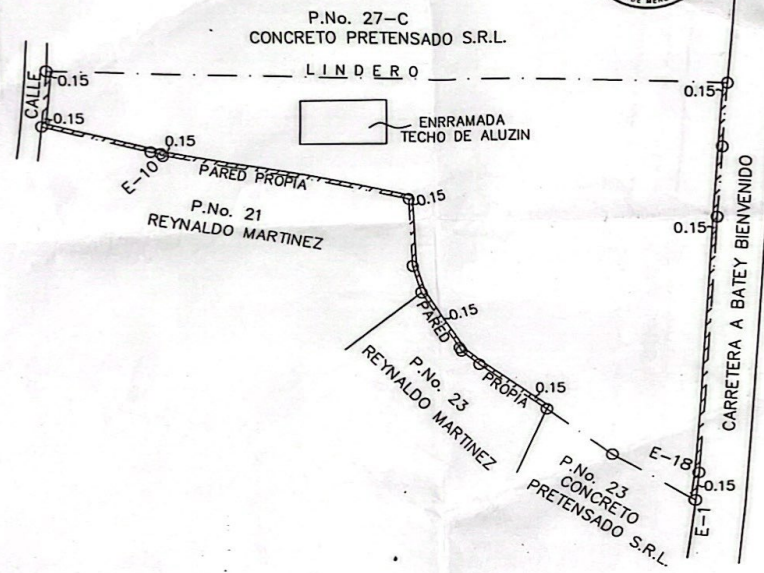 P.No. 27-C
CONCRETO PRETENSADO S.R.L.
LINDERO
CALLE
0.15
0.15
0.15
0.15
ENRRAMADA
TECHO DE ALUZIN
E-10
PARED PROPIA
P.No. 21
REYNALDO MARTINEZ
0.15
0.15
CARRETERA A BATEY BIENVENIDO
0.15
PARED
PROPIA
0.15
P.No. 23
REYNALDO MARTINEZ
P.No. 23
CONCRETO
PRETENSADO S.R.L.
E-18
0.15
E-1